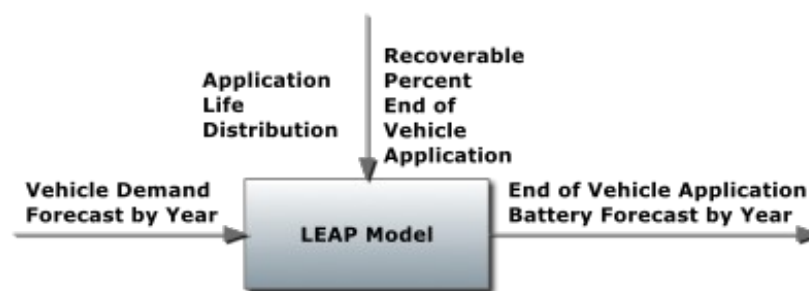 Application
Life
Distribution
Recoverable
Percent
End of
Vehicle
Application
Vehicle Demand
Forecast by Year
LEAP Model
End of Vehicle Application
Battery Forecast by Year